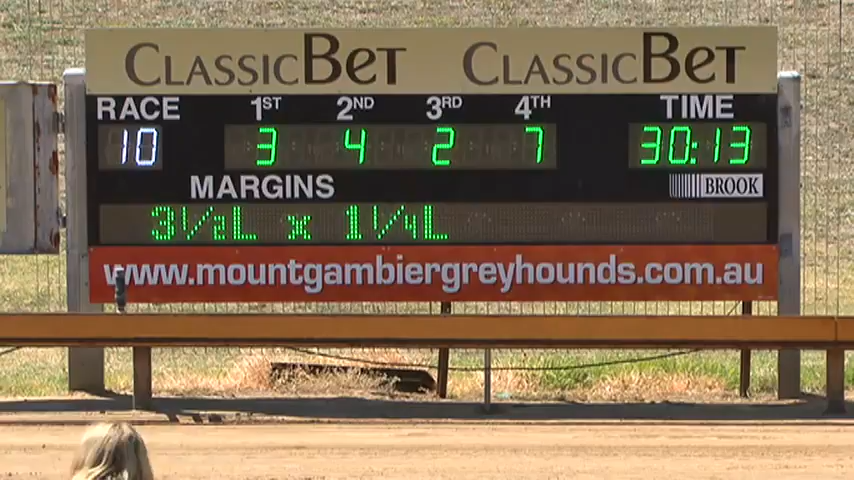 CLASSICBET CLASSICBET
RACE 1ST 2ND 3RD 4TH TIME
10 3 4 2 7 30:13
MARGINS BROOK
3½L x 1¼L
www.mountgambiergreyhounds.com.au